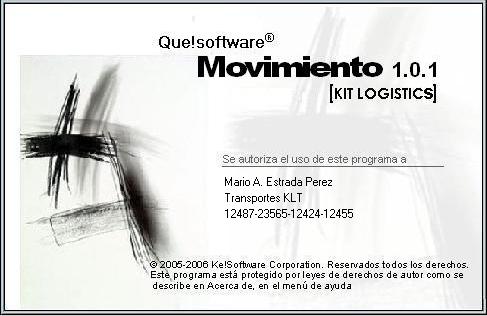 Que!software®
Movimiento 1.0.1
[KIT LOGISTICS]
Se autoriza el uso de este programa a
Mario A. Estrada Perez
Transportes KLT
12487-23565-12424-12455
© 2005-2006 Ke!Software Corporation. Reservados todos los derechos.
Este programa está protegido por leyes de derechos de autor como se
describe en Acerca de, en el menú de ayuda